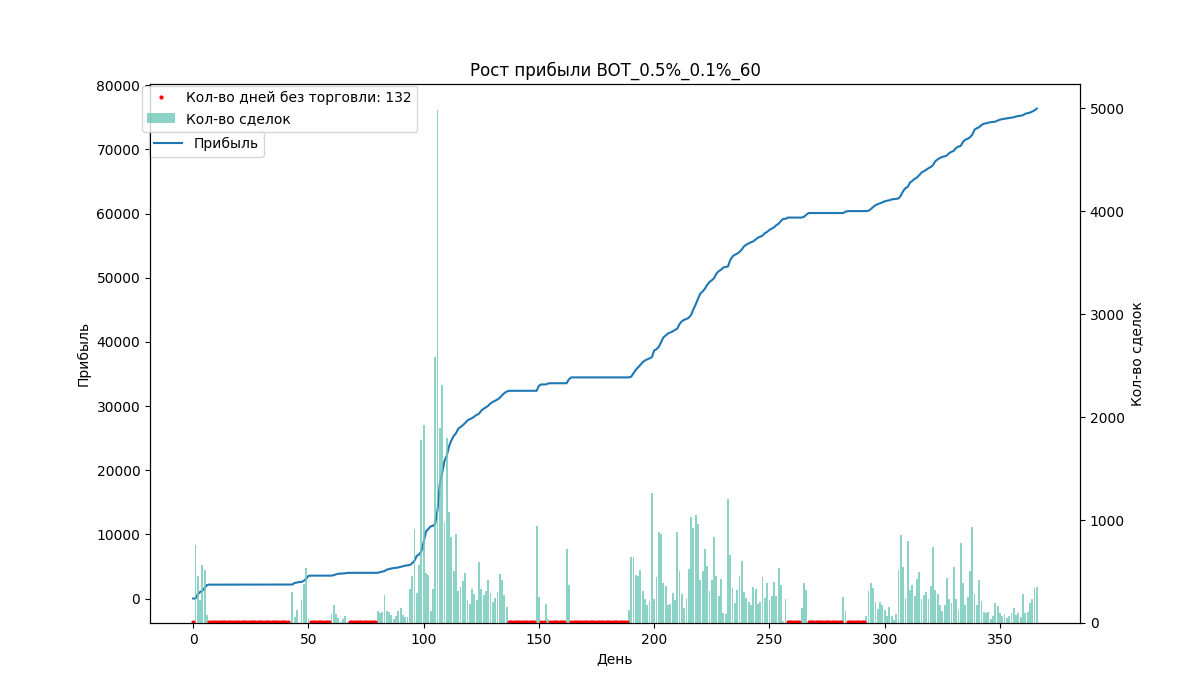 Рост прибыли BOT_0.5%_0.1%_60
Кол-во дней без торговли: 132
Кол-во сделок
Прибыль
80000
70000
60000
50000
40000
30000
20000
10000
0
Прибыль
5000
4000
3000
2000
1000
0
Кол-во сделок
0 50 100 150 200 250 300 350
День